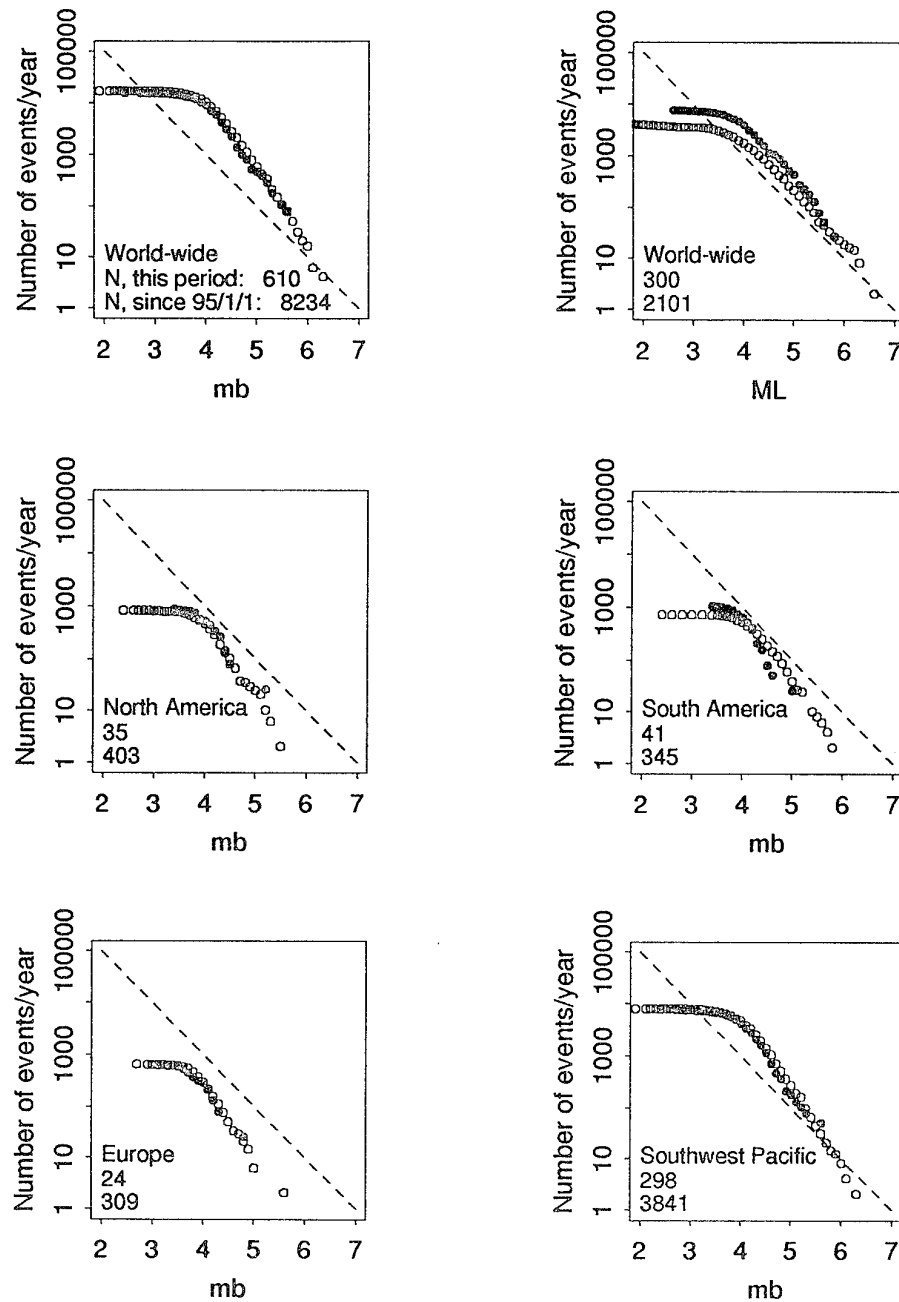 Number of events/year
1 10 1000 100000
World-wide
N, this period: 610
N, since 95/1/1: 8234
2 3 4 5 6 7
mb
Number of events/year
1 10 1000 100000
World-wide
300
2101
2 3 4 5 6 7
ML
Number of events/year
1 10 1000 100000
North America
35
403
2 3 4 5 6 7
mb
Number of events/year
1 10 1000 100000
South America
41
345
2 3 4 5 6 7
mb
Number of events/year
1 10 1000 100000
Europe
24
309
2 3 4 5 6 7
mb
Number of events/year
1 10 1000 100000
Southwest Pacific
298
3841
2 3 4 5 6 7
mb